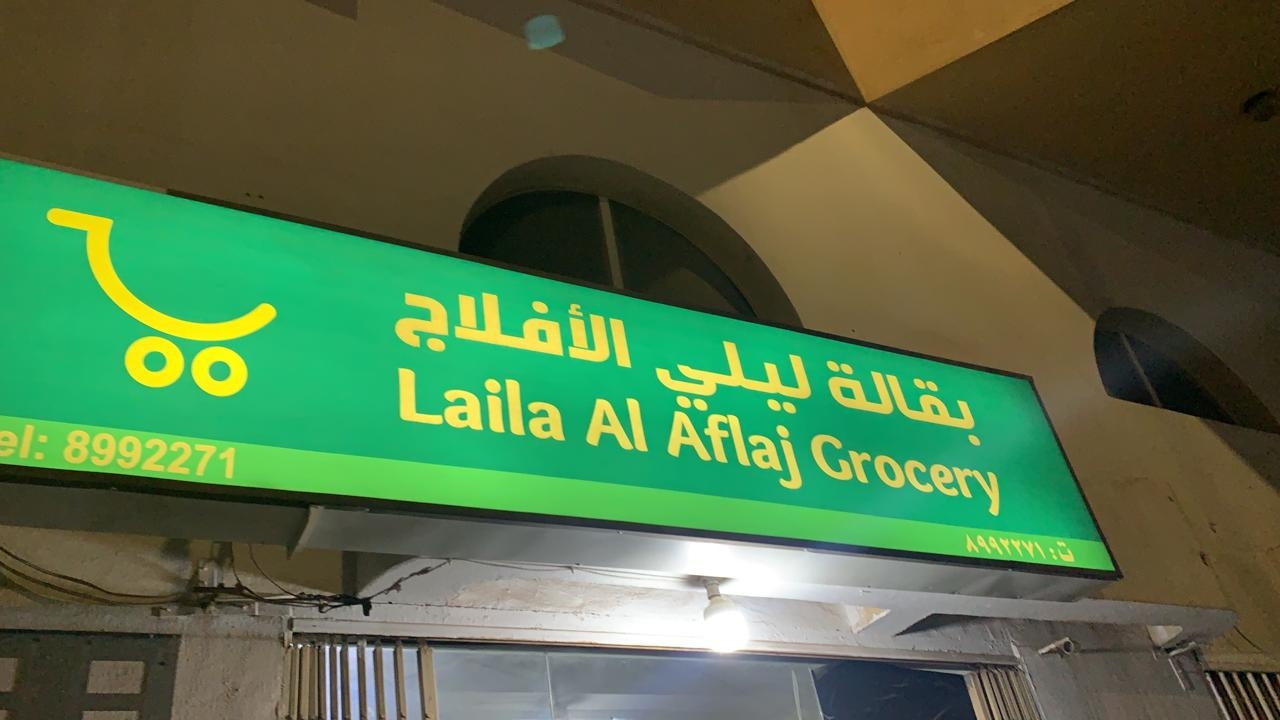 بقالة ليلي الأفلاج
Laila Al Aflaj Grocery
el: 8992271
ت: ٨٩٩٢٢٧١